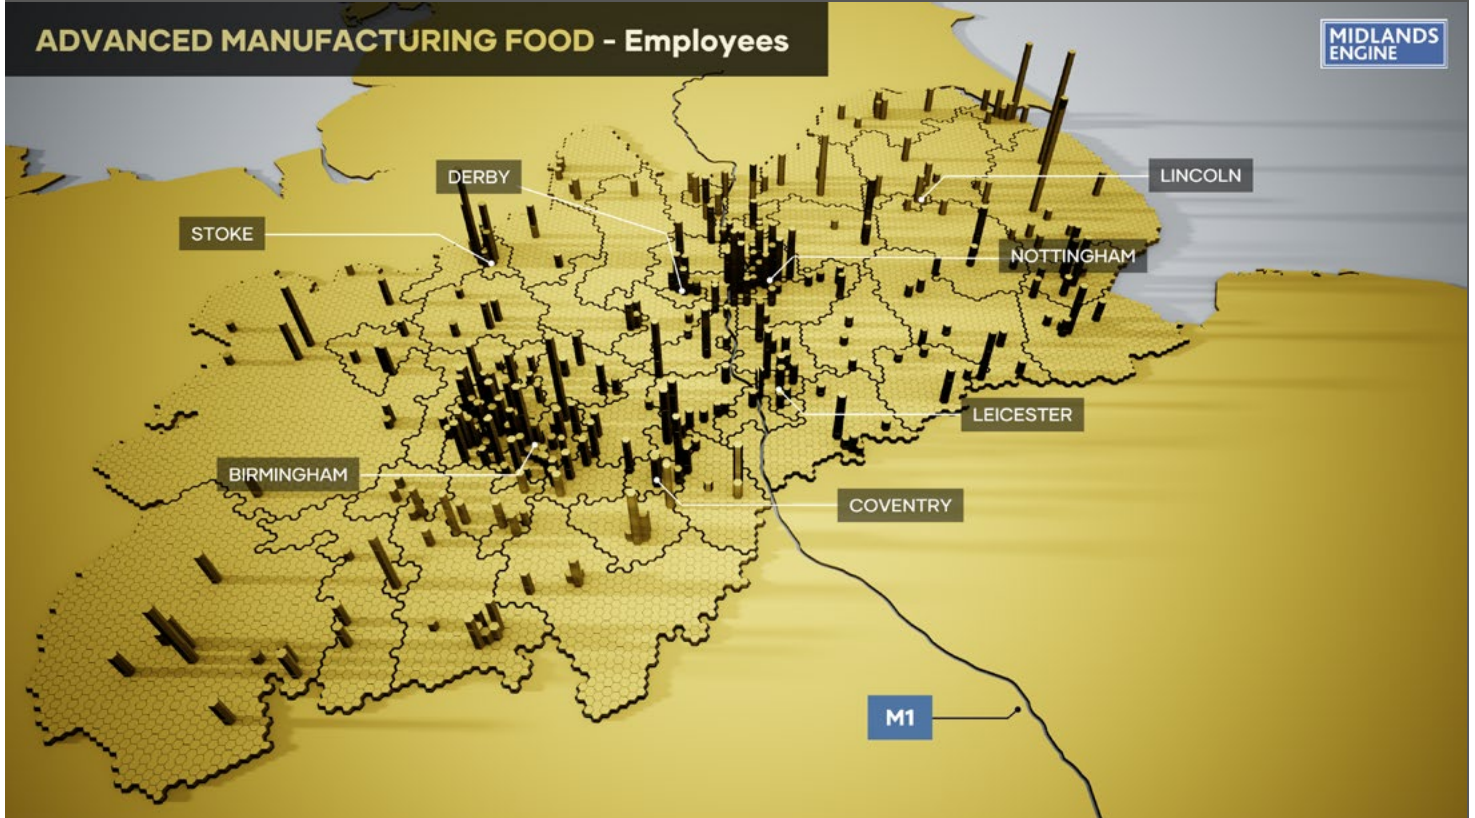 ADVANCED MANUFACTURING FOOD - Employees
MIDLANDS
ENGINE
DERBY
LINCOLN
STOKE
NOTTINGHAM
LEICESTER
BIRMINGHAM
COVENTRY
M1